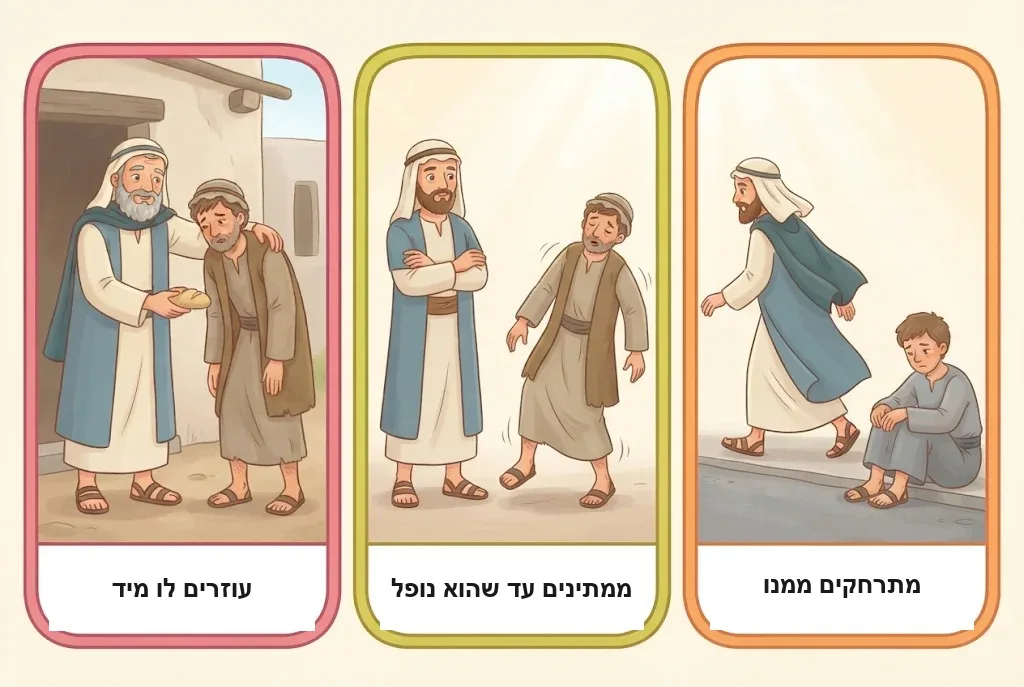 עוזרים לו מיד
ממתינים עד שהוא נופל
מתרחקים ממנו